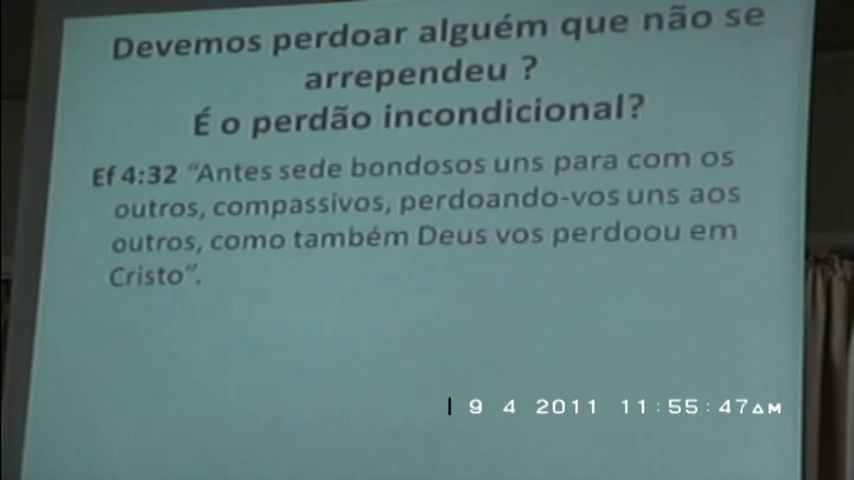 Devemos perdoar alguém que não se
arrependeu ?
É o perdão incondicional?
Ef 4:32 “Antes sede bondosos uns para com os
outros, compassivos, perdoando-vos uns aos
outros, como também Deus vos perdoou em
Cristo”.
9 4 2011 11:55:47AM